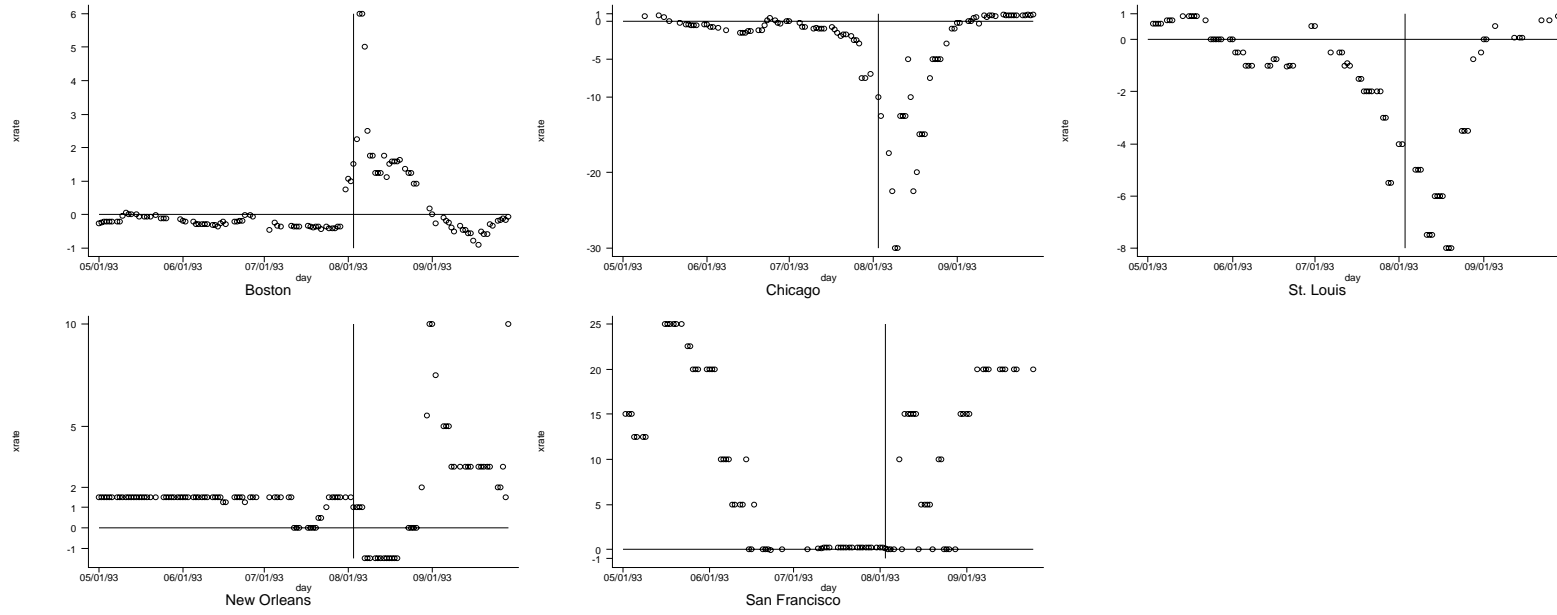 6
5
4
3
2
1
0
-1
xrate
05/01/93 06/01/93 07/01/93 08/01/93 09/01/93
day
Boston
1
0
-5
-10
-20
-30
xrate
05/01/93 06/01/93 07/01/93 08/01/93 09/01/93
day
Chicago
1
0
-2
-4
-6
-8
xrate
05/01/93 06/01/93 07/01/93 08/01/93 09/01/93
day
St. Louis
10
5
2
1
0
-1
xrate
05/01/93 06/01/93 07/01/93 08/01/93 09/01/93
day
New Orleans
25
20
15
10
5
0
-1
xrate
05/01/93 06/01/93 07/01/93 08/01/93 09/01/93
day
San Francisco